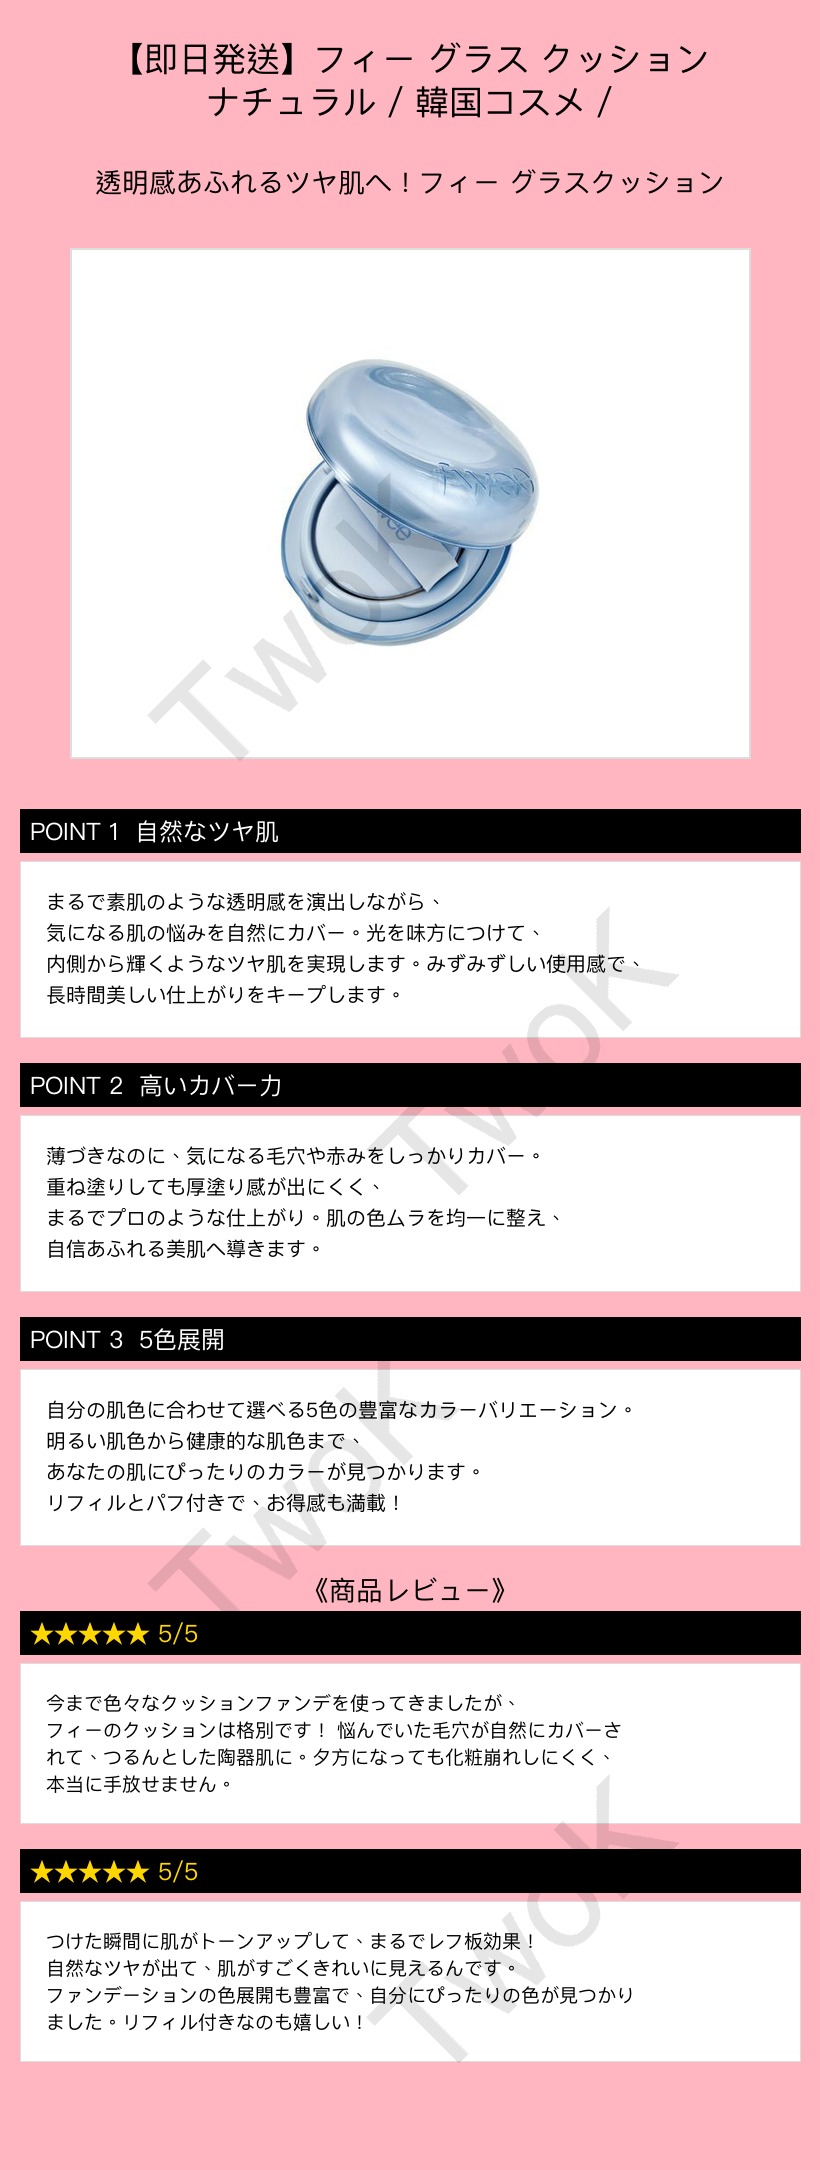 【即日発送】フィー グラス クッション
ナチュラル / 韓国コスメ /
透明感あふれるツヤ肌へ！フィー グラスクッション
fwee
TwoK
POINT 1 自然なツヤ肌
まるで素肌のような透明感を演出しながら、
気になる肌の悩みを自然にカバー。光を味方につけて、
内側から輝くようなツヤ肌を実現します。みずみずしい使用感で、
長時間美しい仕上がりをキープします。
TwoK
POINT 2 高いカバー力
薄づきなのに、気になる毛穴や赤みをしっかりカバー。
重ね塗りしても厚塗り感が出にくく、
まるでプロのような仕上がり。肌の色ムラを均一に整え、
自信あふれる美肌へ導きます。
POINT 3 5色展開
自分の肌色に合わせて選べる5色の豊富なカラーバリエーション。
明るい肌色から健康的な肌色まで、
あなたの肌にぴったりのカラーが見つかります。
リフィルとパフ付きで、お得感も満載！
TwoK
《商品レビュー》
★★★★★ 5/5
今まで色々なクッションファンデを使ってきましたが、
フィーのクッションは格別です！ 悩んでいた毛穴が自然にカバーさ
れて、つるんとした陶器肌に。夕方になっても化粧崩れしにくく、
本当に手放せません。
★★★★★ 5/5
つけた瞬間に肌がトーンアップして、まるでレフ板効果！
自然なツヤが出て、肌がすごくきれいに見えるんです。
ファンデーションの色展開も豊富で、自分にぴったりの色が見つかり
ました。リフィル付きなのも嬉しい！
TwoK